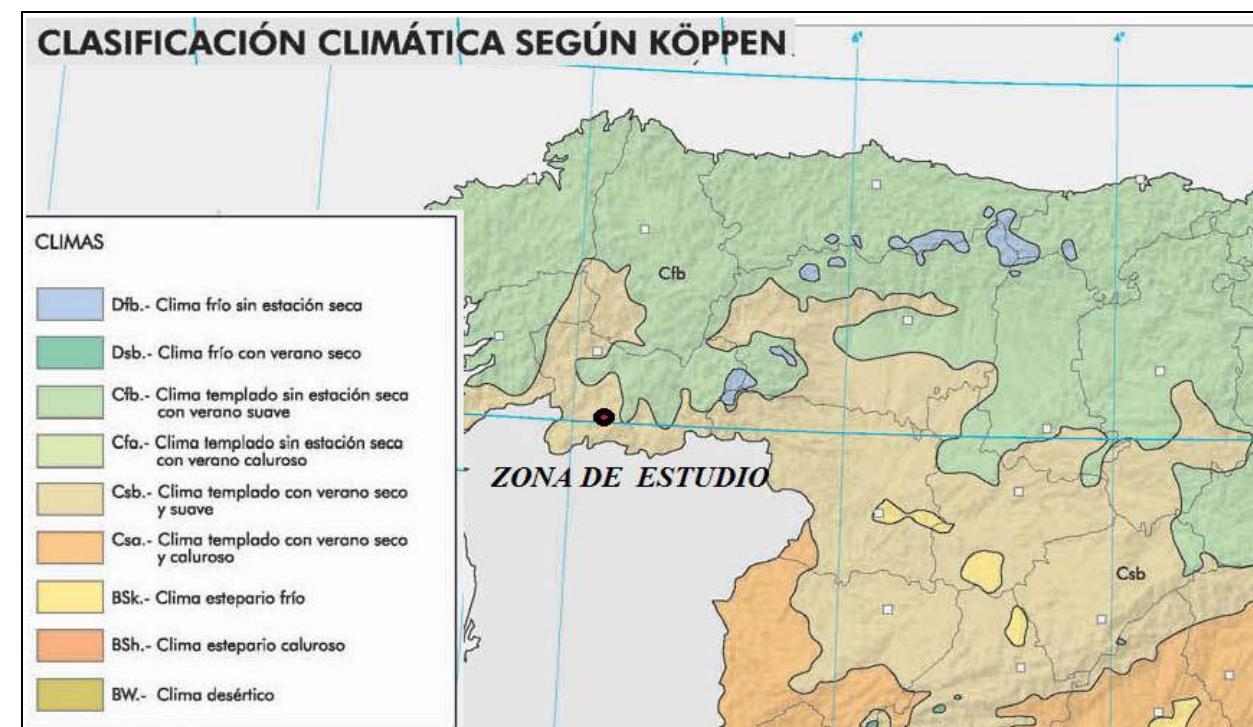 CLASIFICACIÓN CLIMÁTICA SEGÚN KÖPPEN
6°
4°
CLIMAS
Dfb.- Clima frío sin estación seca
Dsb.- Clima frío con verano seco
Cfb.- Clima templado sin estación seca
con verano suave
Cfa.- Clima templado sin estación seca
con verano caluroso
Csb.- Clima templado con verano seco
y suave
Csa.- Clima templado con verano seco
y caluroso
BSk.- Clima estepario frío
BSh.- Clima estepario caluroso
BW.- Clima desértico
Cfb
ZONA DE ESTUDIO
Csb